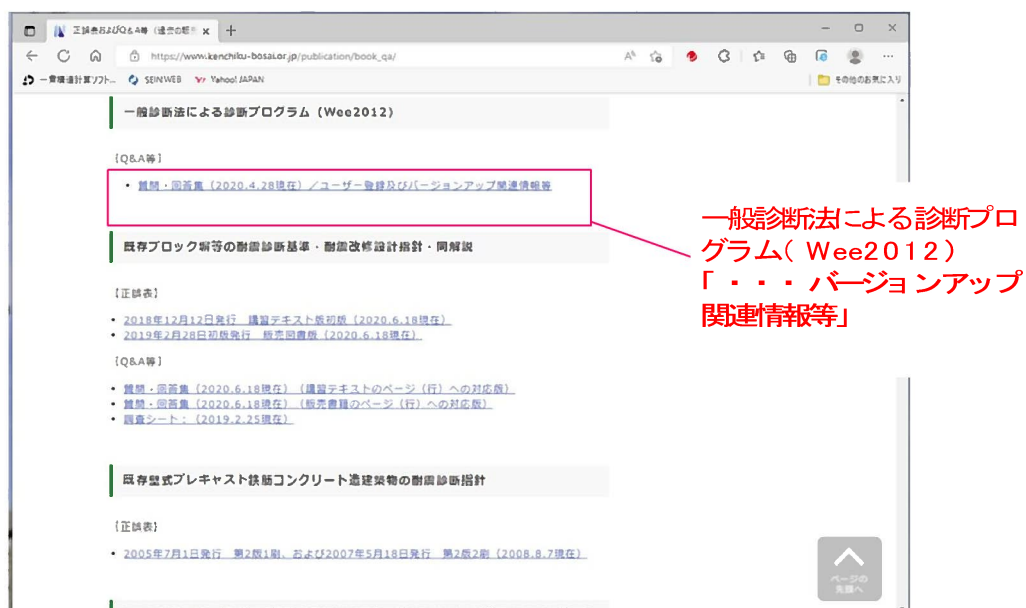 正誤表およびQ&A等（過去の販
https://www.kenchiku-bosai.or.jp/publication/book_qa/
一貫構造計算ソフト...
SEINWEB
Yahoo! JAPAN
その他のお気に入り
一般診断法による診断プログラム（Wee2012）
【Q&A等】
• 質問・回答集（2020.4.28現在）／ユーザー登録及びバージョンアップ関連情報等
既存ブロック塀等の耐震診断基準・耐震改修設計指針・同解説
【正誤表】
• 2018年12月12日発行　講習テキスト版初版（2020.6.18現在）
• 2019年2月28日初版発行　販売図書版（2020.6.18現在）
【Q&A等】
• 質問・回答集（2020.6.18現在）（講習テキストのページ（行）への対応版）
• 質問・回答集（2020.6.18現在）（販売書籍のページ（行）への対応版）
• 調査シート：（2019.2.25現在）
既存壁式プレキャスト鉄筋コンクリート造建築物の耐震診断指針
【正誤表】
• 2005年7月1日発行　第2版1刷、および2007年5月18日発行　第2版2刷（2008.8.7現在）
ページの
先頭へ
一般診断法による診断プロ
グラム(Wee2012)
「・・・バージョンアップ
関連情報等」